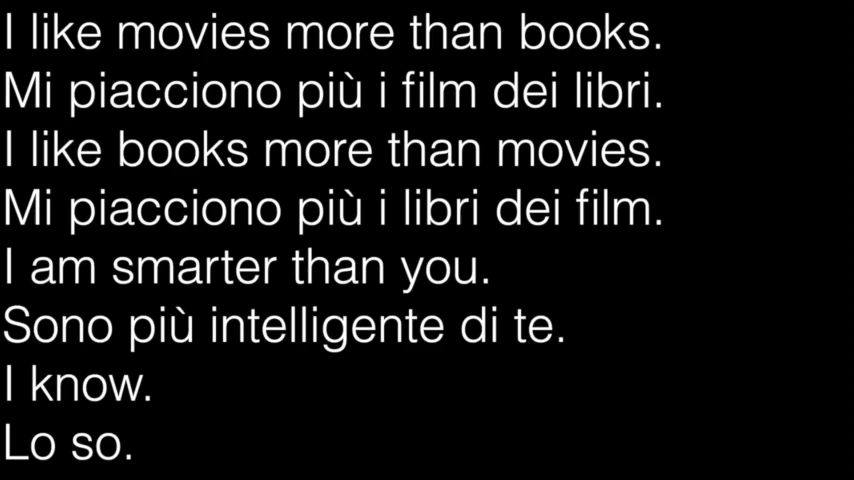 I like movies more than books.
Mi piacciono più i film dei libri.
I like books more than movies.
Mi piacciono più i libri dei film.
I am smarter than you.
Sono più intelligente di te.
I know.
Lo so.